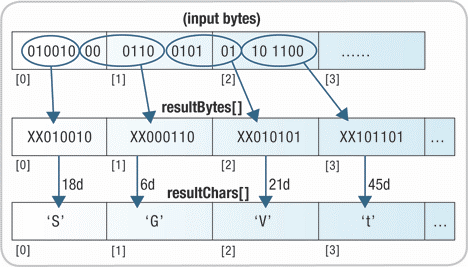 (input bytes)
010010 00 0110 0101 01 10 1100 ......
[0] [1] [2] [3]
resultBytes[]
XX010010 XX000110 XX010101 XX101101 ...
[0] [1] [2] [3]
18d 6d 21d 45d
resultChars[]
‘S’ ‘G’ ‘V’ ‘t’ ...
[0] [1] [2] [3]